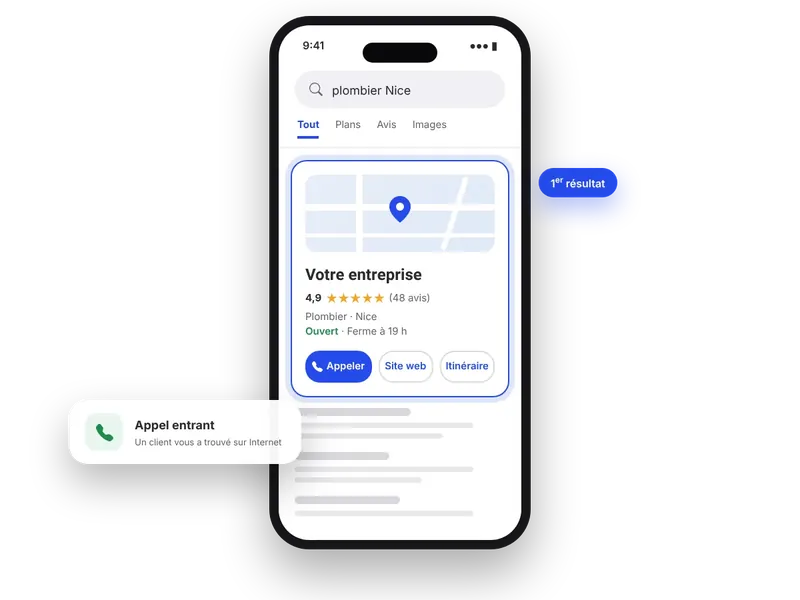 9:41
plombier Nice
Tout Plans Avis Images
1er résultat
Votre entreprise
4,9 ★★★★★ (48 avis)
Plombier · Nice
Ouvert · Ferme à 19 h
Appeler Site web Itinéraire
Appel entrant
Un client vous a trouvé sur Internet